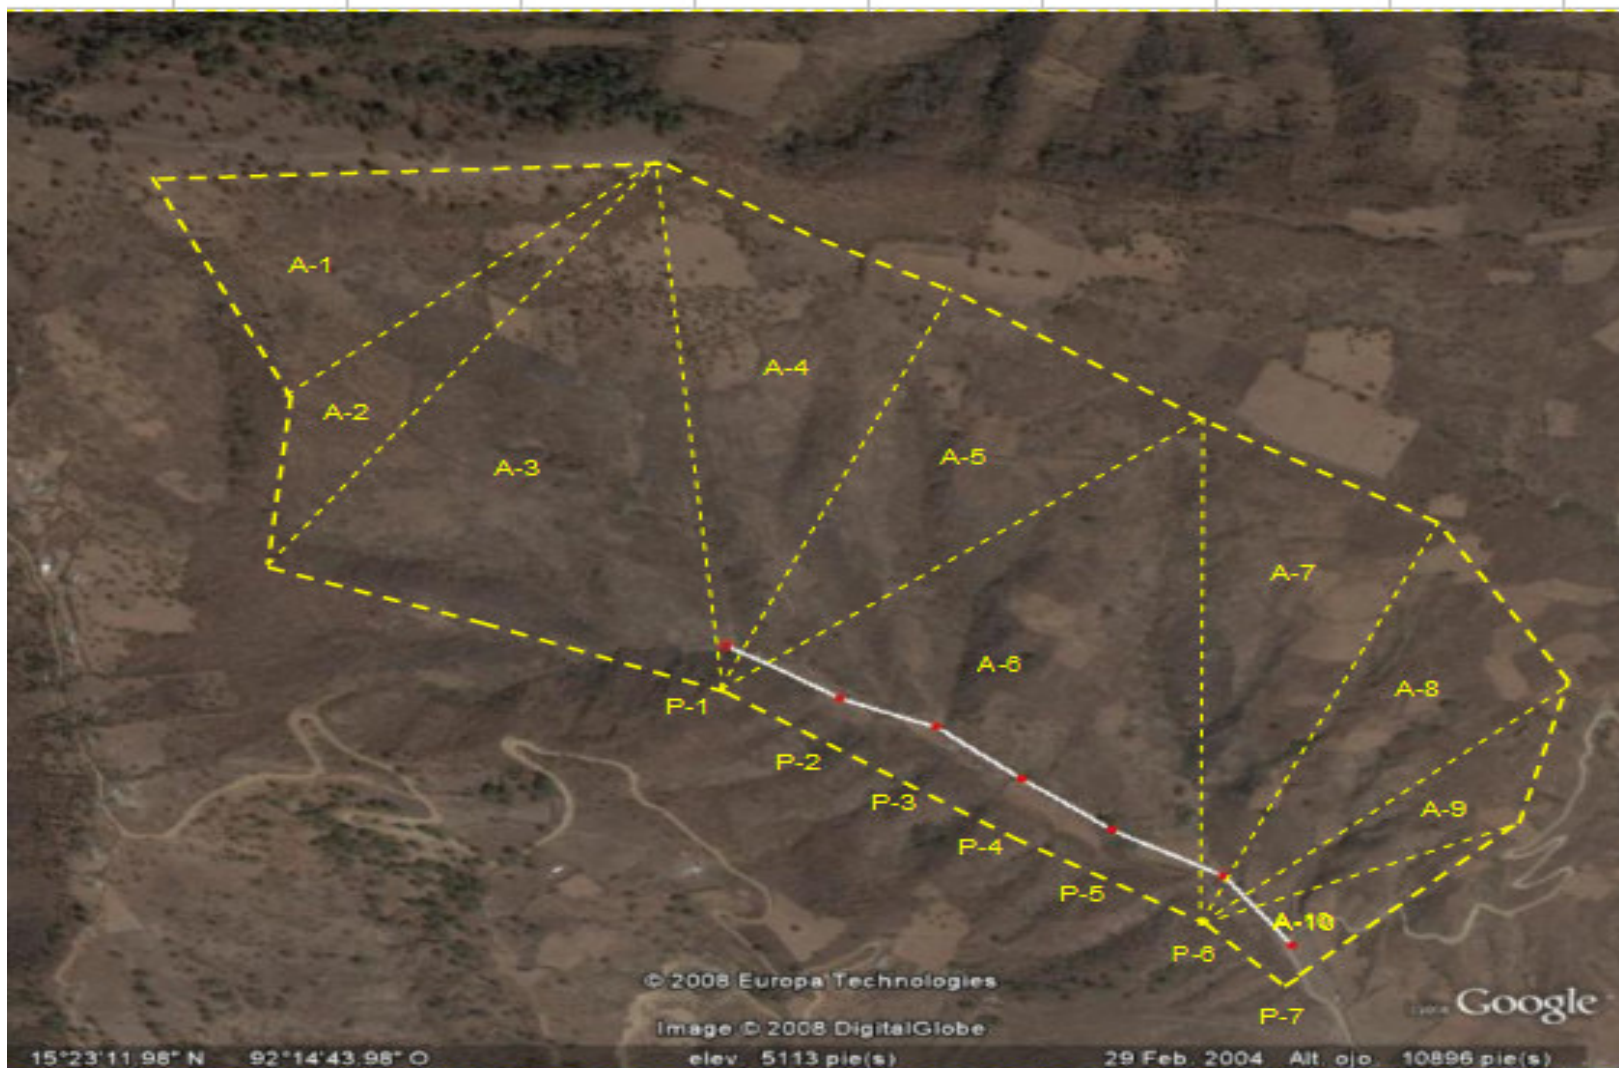 A-1
A-2
A-3
A-4
A-5
A-6
A-7
A-8
A-9
A-10
P-1
P-2
P-3
P-4
P-5
P-6
P-7
© 2008 Europa Technologies
Image © 2008 DigitalGlobe
Google
15°23'11.98" N 92°14'43.98" O elev. 5113 pie(s) 29 Feb. 2004 Alt. ojo 10896 pie(s)